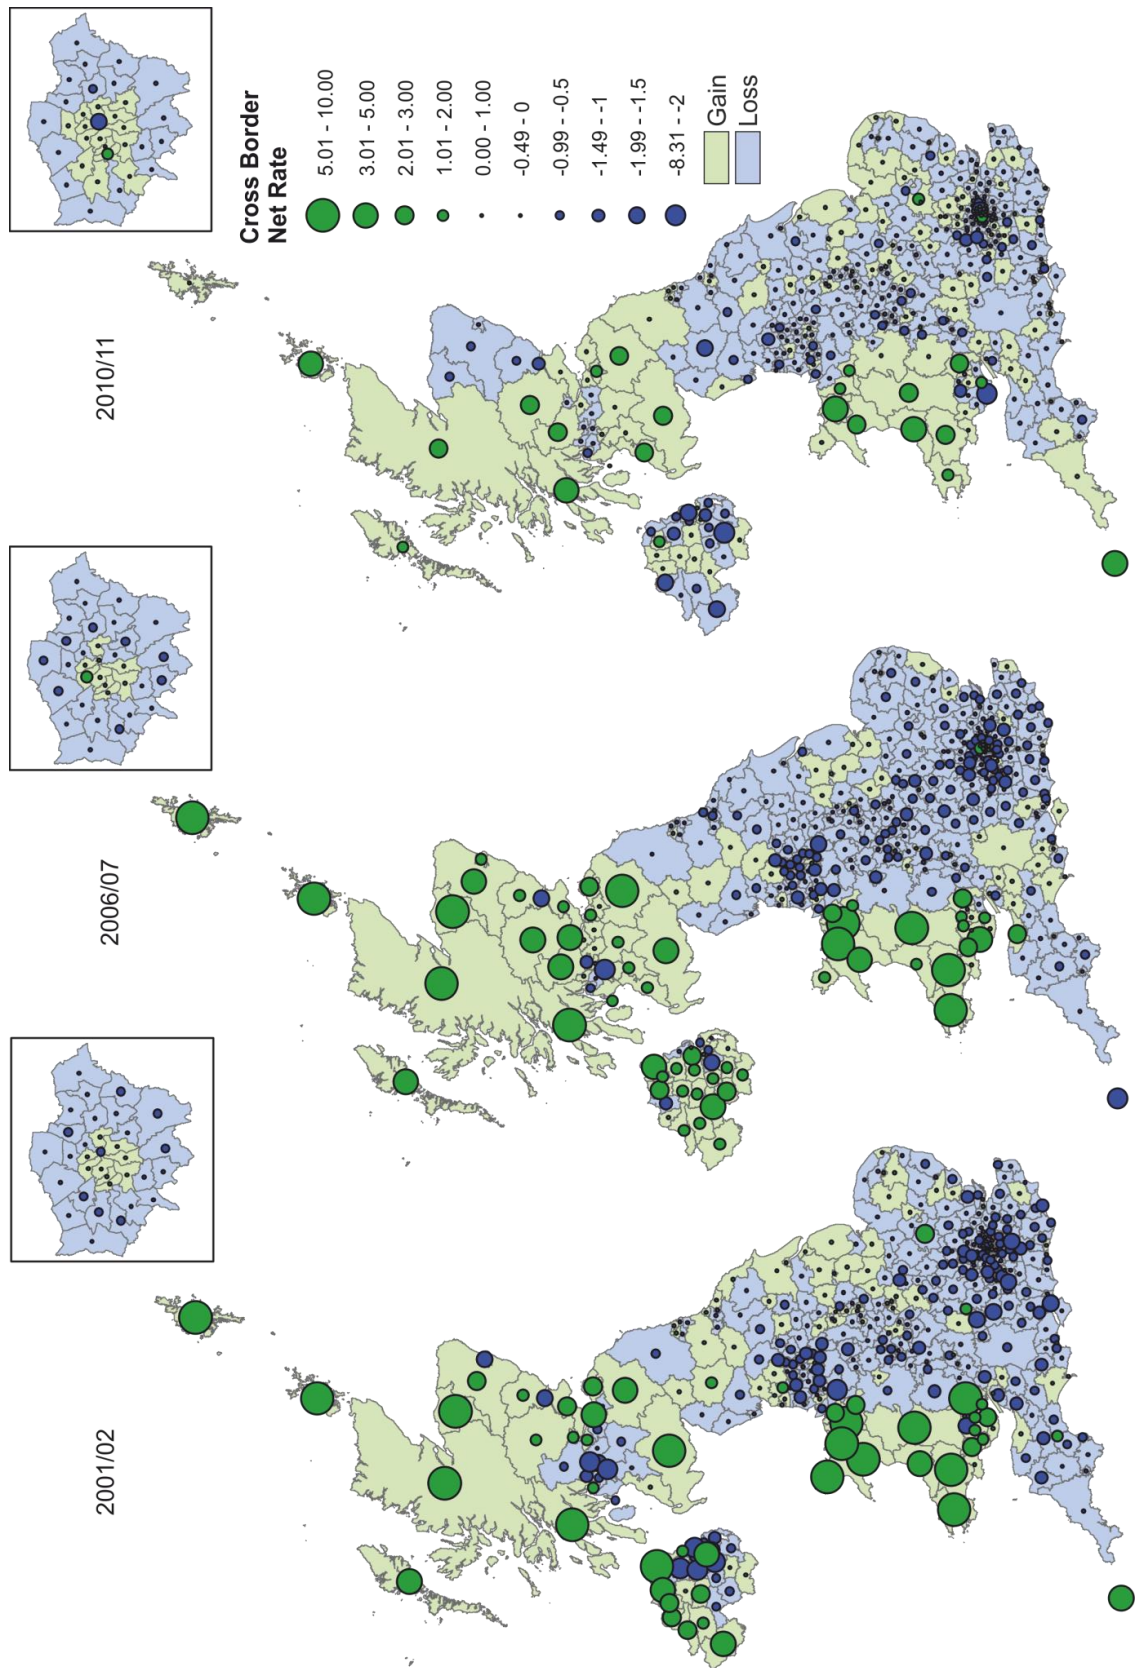 2001/02
2006/07
2010/11
Cross Border
Net Rate
5.01 - 10.00
3.01 - 5.00
2.01 - 3.00
1.01 - 2.00
0.00 - 1.00
-0.49 - 0
-0.99 - -0.5
-1.49 - -1
-1.99 - -1.5
-8.31 - -2
Gain
Loss